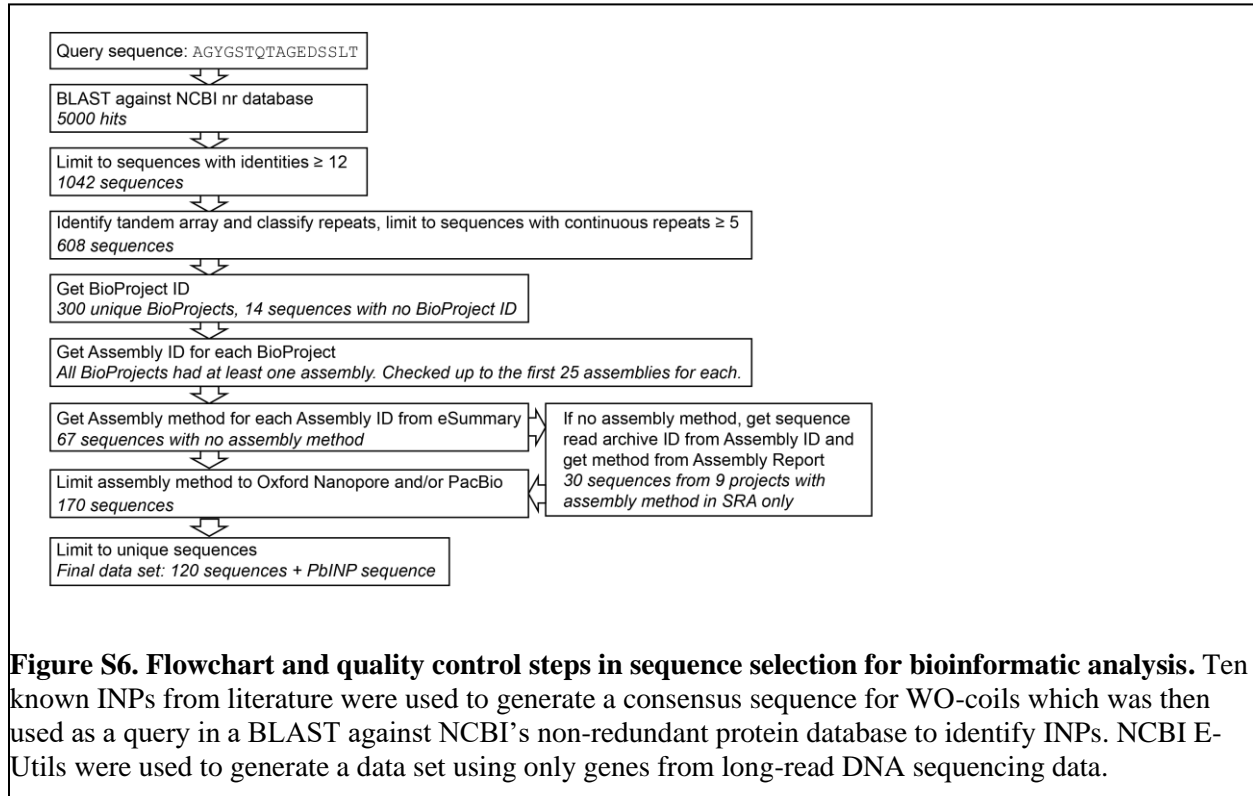 Query sequence: AGYGSTQTAGEDSSLT
BLAST against NCBI nr database
5000 hits
Limit to sequences with identities ≥ 12
1042 sequences
Identify tandem array and classify repeats, limit to sequences with continuous repeats ≥ 5
608 sequences
Get BioProject ID
300 unique BioProjects, 14 sequences with no BioProject ID
Get Assembly ID for each BioProject
All BioProjects had at least one assembly. Checked up to the first 25 assemblies for each.
Get Assembly method for each Assembly ID from eSummary
67 sequences with no assembly method
If no assembly method, get sequence
read archive ID from Assembly ID and
get method from Assembly Report
30 sequences from 9 projects with
assembly method in SRA only
Limit assembly method to Oxford Nanopore and/or PacBio
170 sequences
Limit to unique sequences
Final data set: 120 sequences + PbINP sequence
Figure S6. Flowchart and quality control steps in sequence selection for bioinformatic analysis. Ten
known INPs from literature were used to generate a consensus sequence for WO-coils which was then
used as a query in a BLAST against NCBI’s non-redundant protein database to identify INPs. NCBI E-
Utils were used to generate a data set using only genes from long-read DNA sequencing data.